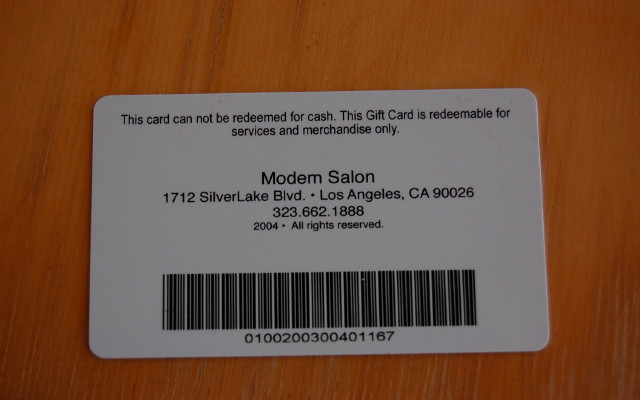 This card can not be redeemed for cash. This Gift Card is redeemable for
services and merchandise only.
Modern Salon
1712 SilverLake Blvd. • Los Angeles, CA 90026
323.662.1888
2004 • All rights reserved.
0100200300401167